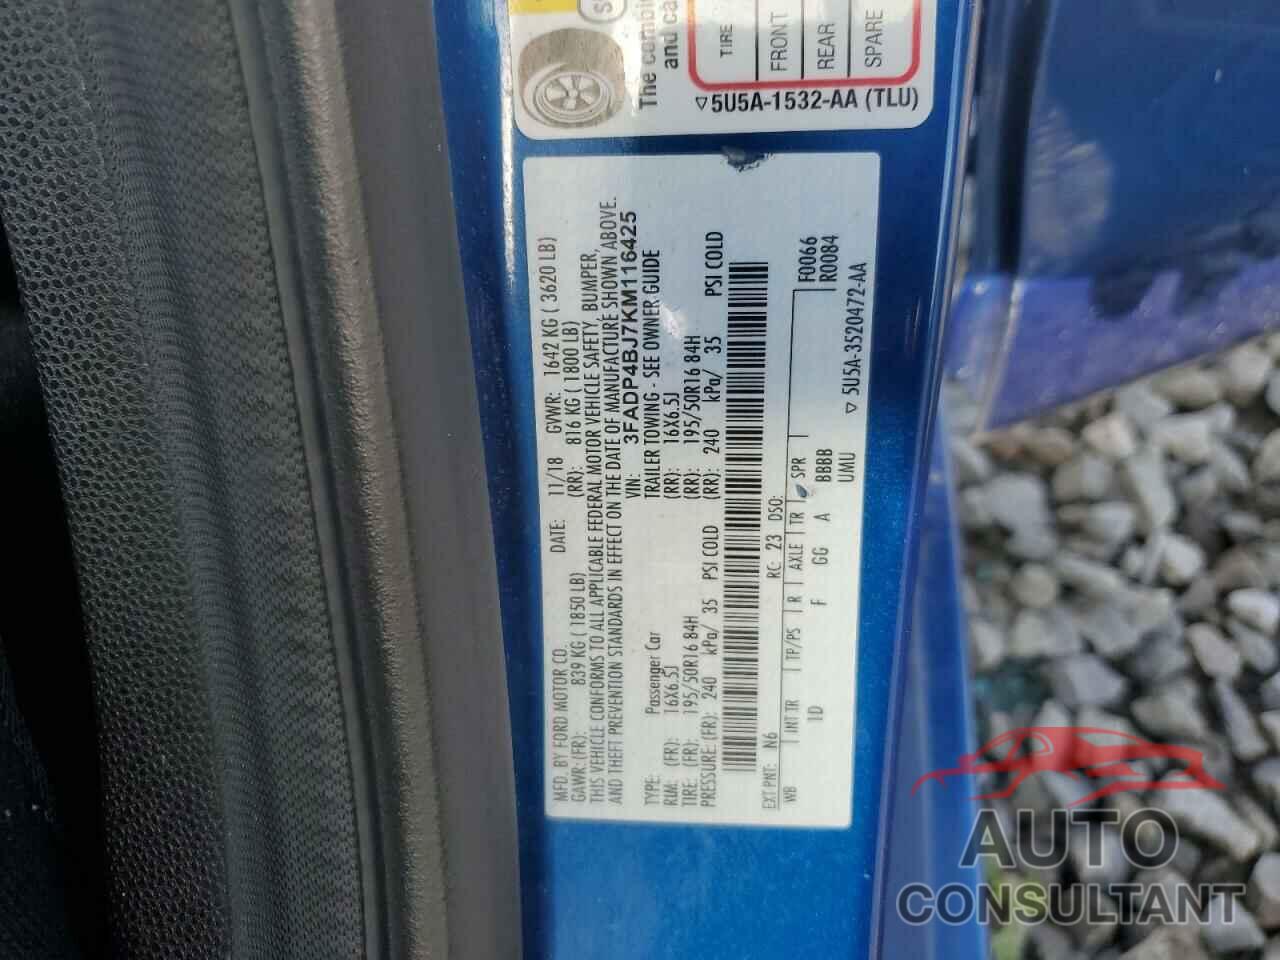 S
The combi
and ca
TIRE
FRONT
REAR
SPARE
▽5U5A-1532-AA (TLU)
MFD. BY FORD MOTOR CO. DATE: 11/18 GVWR: 1642 KG ( 3620 LB)
GAWR: (FR): 839 KG ( 1850 LB) (RR): 816 KG ( 1800 LB)
THIS VEHICLE CONFORMS TO ALL APPLICABLE FEDERAL MOTOR VEHICLE SAFETY, BUMPER,
AND THEFT PREVENTION STANDARDS IN EFFECT ON THE DATE OF MANUFACTURE SHOWN ABOVE.
VIN: 3FADP4BJ7KM116425
TYPE: Passenger Car TRAILER TOWING - SEE OWNER GUIDE
RIM: (FR): 16X6.5J (RR): 16X6.5J
TIRE: (FR): 195/50R16 84H (RR): 195/50R16 84H
PRESSURE: (FR): 240 kPa/ 35 PSI COLD (RR): 240 kPa/ 35 PSI COLD
EXT PNT: N6 RC: 23 DSO:
WB INT TR TP/PS R AXLE TR SPR F0066
ID F GG A BBBB R0084
UMU
▽ 5U5A-3520472-AA
AUTO
CONSULTANT